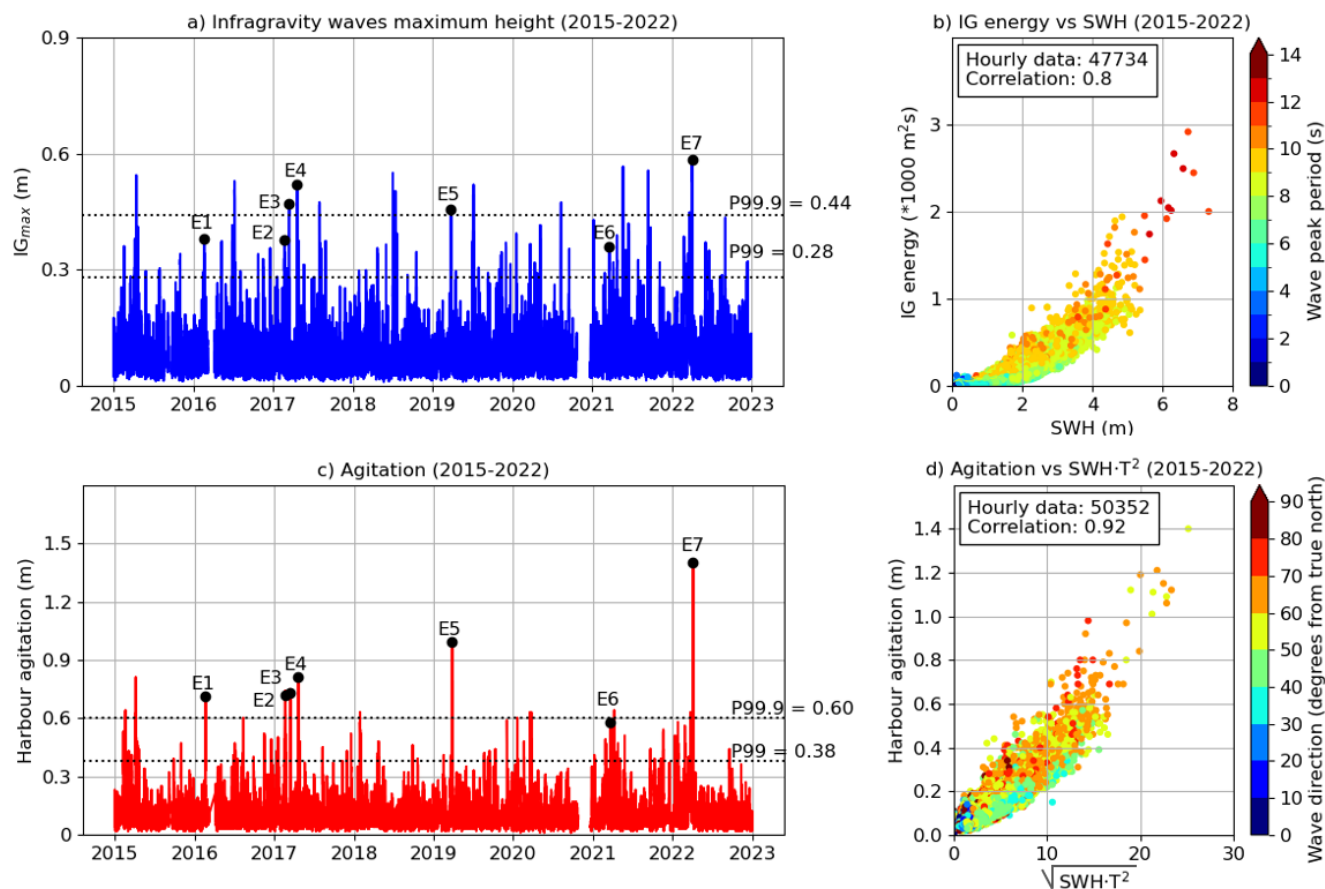 a) Infragravity waves maximum height (2015-2022)
0.9
0.6
0.3
0
IG_max (m)
E1
E2
E3
E4
E5
E6
E7
P99.9 = 0.44
P99 = 0.28
2015 2016 2017 2018 2019 2020 2021 2022 2023
b) IG energy vs SWH (2015-2022)
Hourly data: 47734
Correlation: 0.8
IG energy (*1000 m²s)
3
2
1
0
0 2 4 6 8
SWH (m)
14
12
10
8
6
4
2
0
Wave peak period (s)
c) Agitation (2015-2022)
1.5
1.2
0.9
0.6
0.3
0
Harbour agitation (m)
E1
E2
E3
E4
E5
E6
E7
P99.9 = 0.60
P99 = 0.38
2015 2016 2017 2018 2019 2020 2021 2022 2023
d) Agitation vs SWH·T² (2015-2022)
Hourly data: 50352
Correlation: 0.92
Harbour agitation (m)
1.4
1.2
1.0
0.8
0.6
0.4
0.2
0.0
0 10 20 30
√SWH·T²
90
80
70
60
50
40
30
20
10
0
Wave direction (degrees from true north)